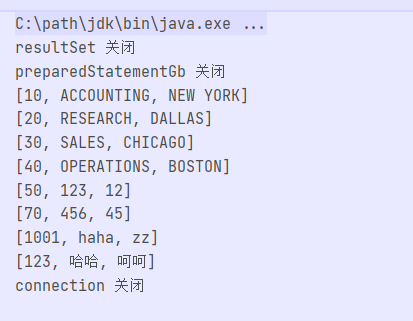 C:\path\jdk\bin\java.exe ...
resultSet 关闭
preparedStatementGb 关闭
[10, ACCOUNTING, NEW YORK]
[20, RESEARCH, DALLAS]
[30, SALES, CHICAGO]
[40, OPERATIONS, BOSTON]
[50, 123, 12]
[70, 456, 45]
[1001, haha, zz]
[123, 哈哈, 呵呵]
connection 关闭